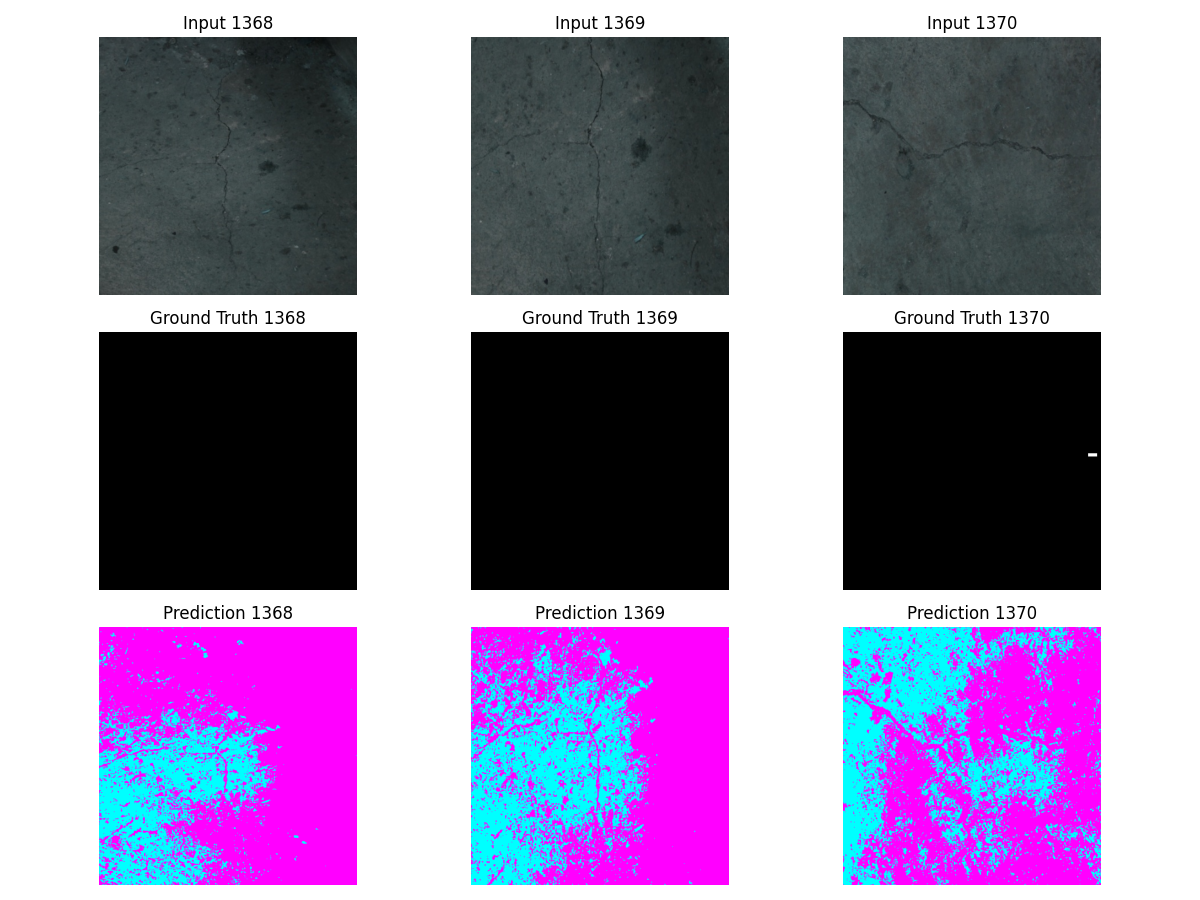 Input 1368
Input 1369
Input 1370
Ground Truth 1368
Ground Truth 1369
Ground Truth 1370
Prediction 1368
Prediction 1369
Prediction 1370